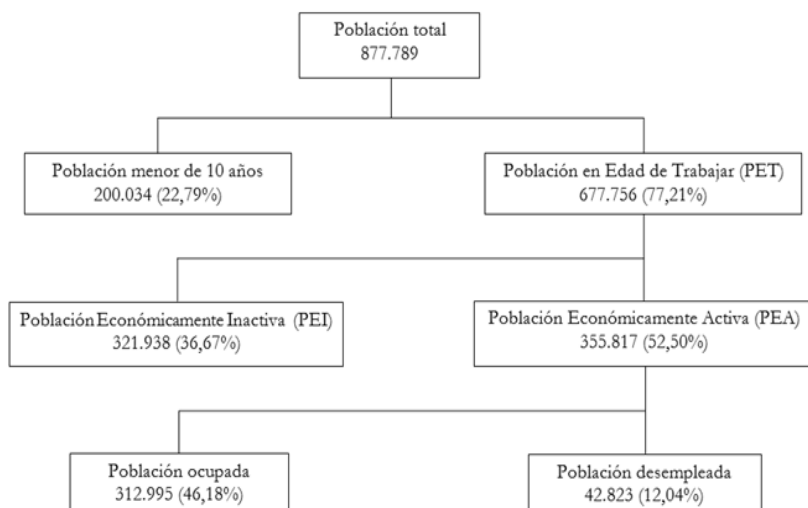 Población total
877.789
Población menor de 10 años
200.034 (22,79%)
Población en Edad de Trabajar (PET)
677.756 (77,21%)
Población Económicamente Inactiva (PEI)
321.938 (36,67%)
Población Económicamente Activa (PEA)
355.817 (52,50%)
Población ocupada
312.995 (46,18%)
Población desempleada
42.823 (12,04%)